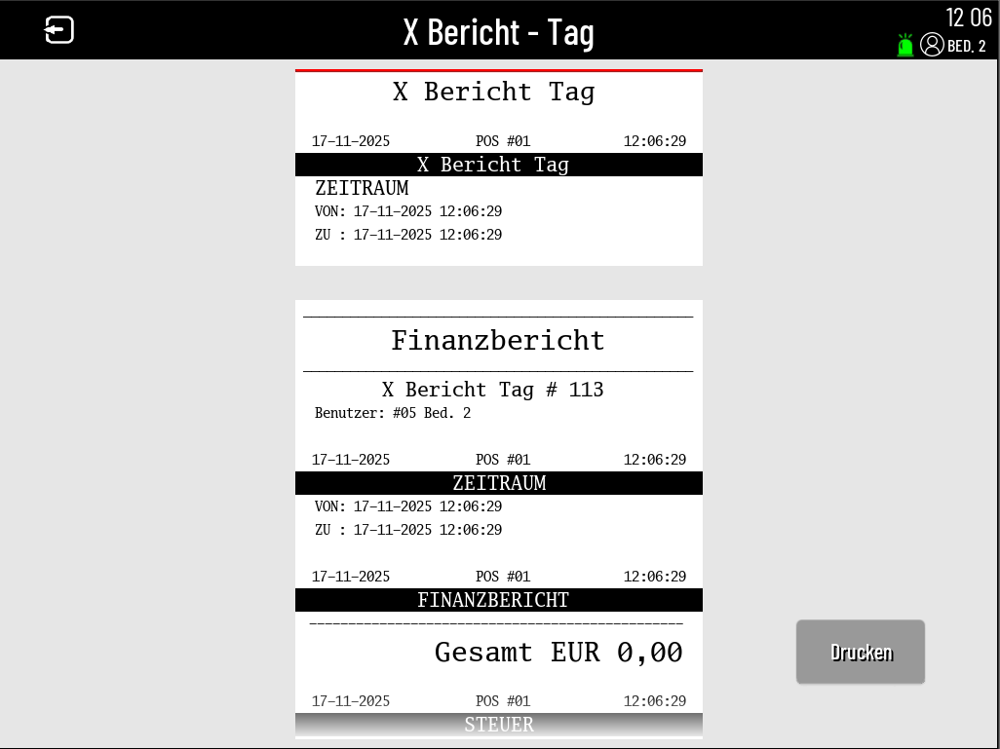 X Bericht - Tag
12 06
BED. 2
X Bericht Tag
17-11-2025 POS #01 12:06:29
X Bericht Tag
ZEITRAUM
VON: 17-11-2025 12:06:29
ZU : 17-11-2025 12:06:29
Finanzbericht
X Bericht Tag # 113
Benutzer: #05 Bed. 2
17-11-2025 POS #01 12:06:29
ZEITRAUM
VON: 17-11-2025 12:06:29
ZU : 17-11-2025 12:06:29
17-11-2025 POS #01 12:06:29
FINANZBERICHT
Gesamt EUR 0,00
Drucken
17-11-2025 POS #01 12:06:29
STEUER